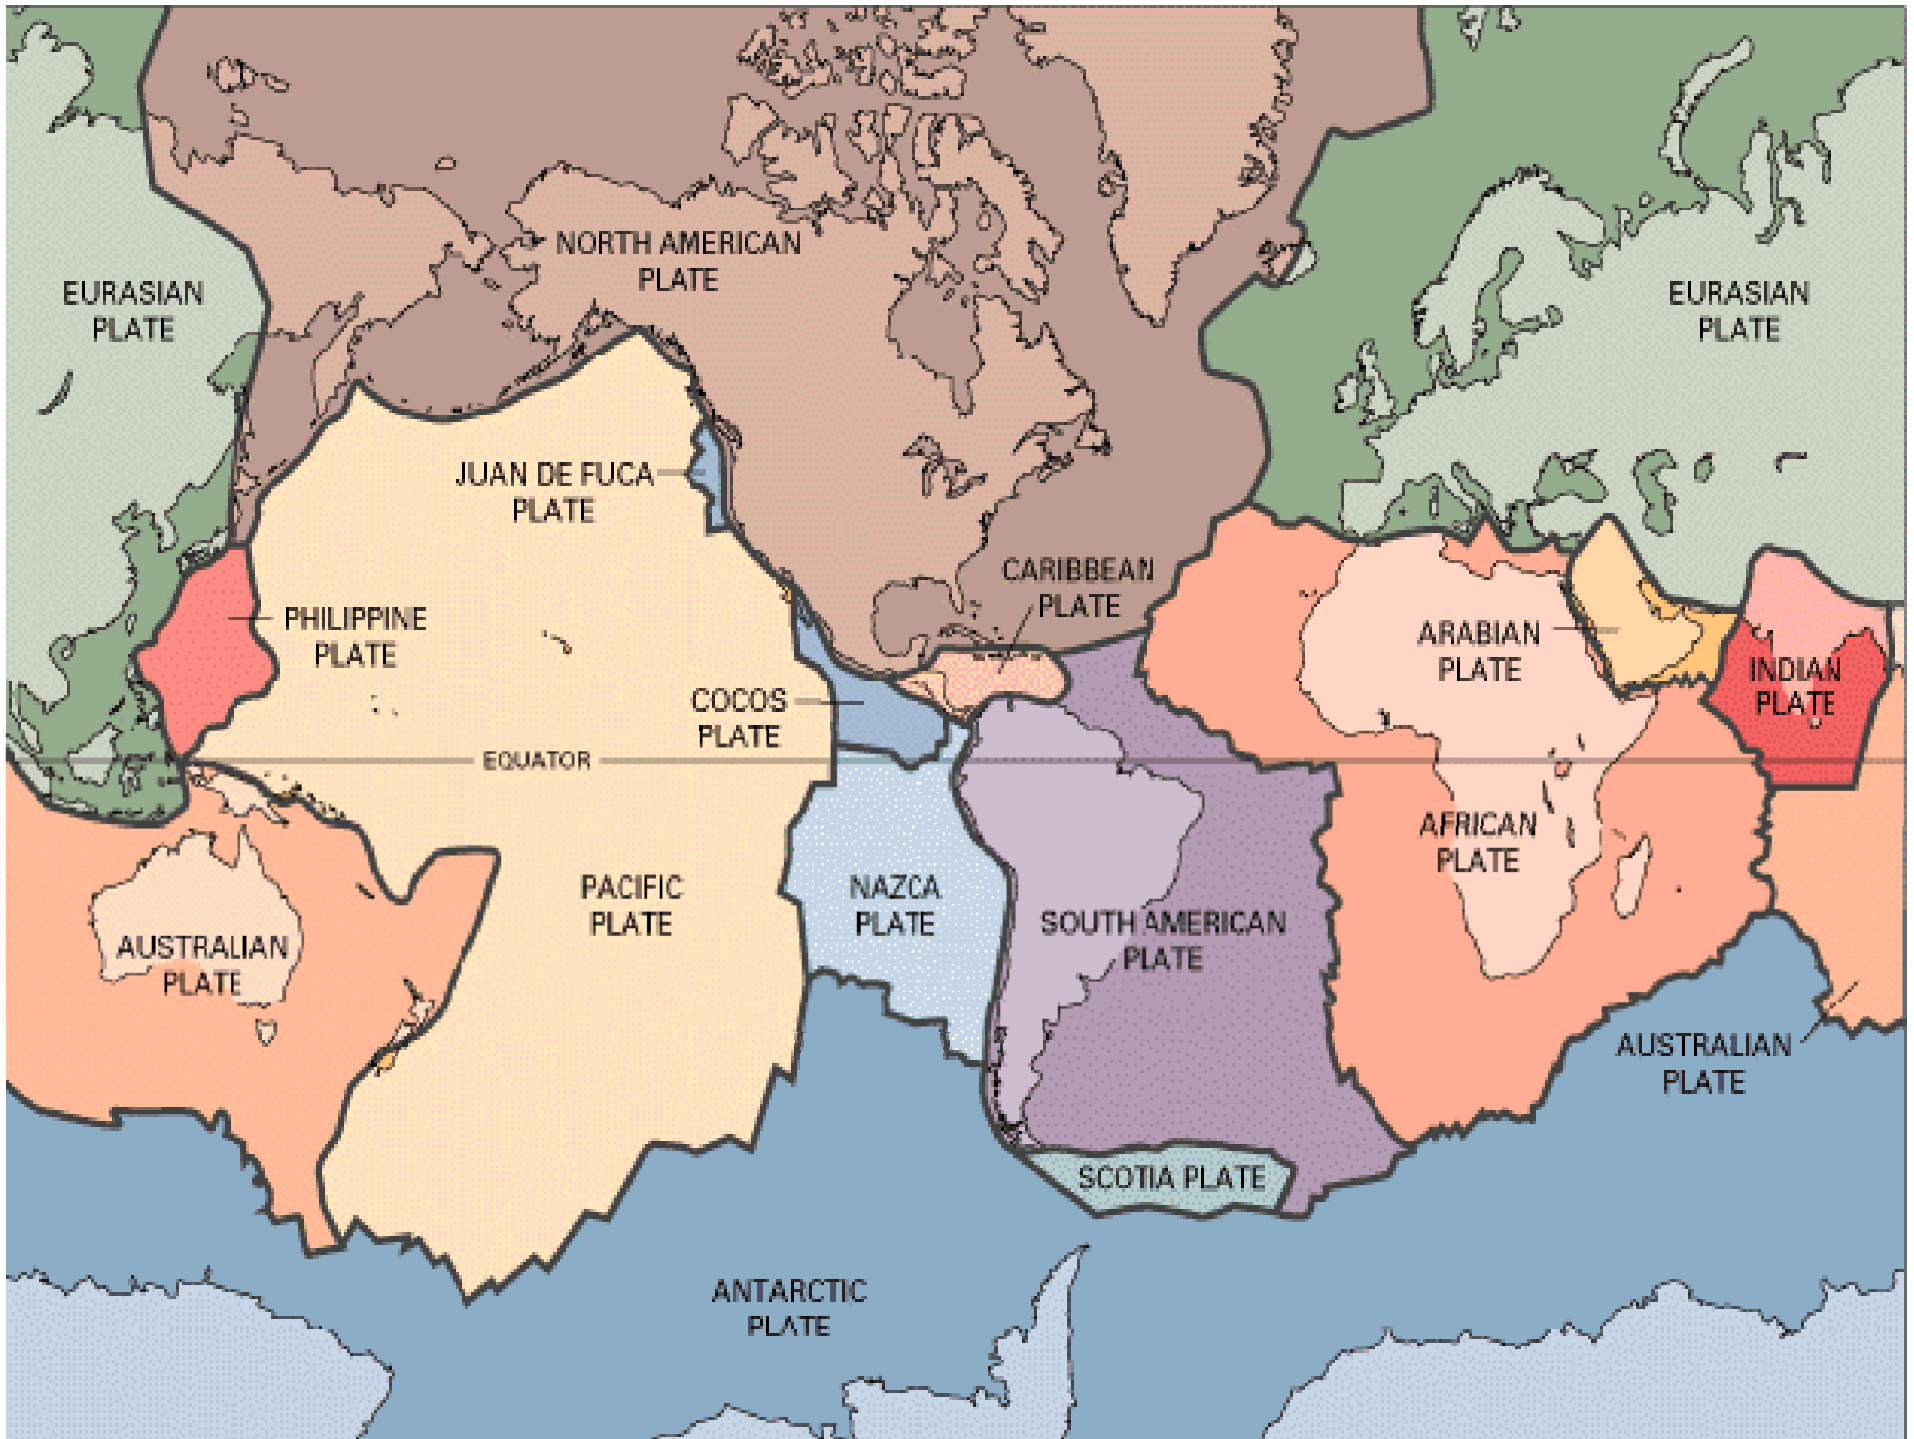 NORTH AMERICAN
PLATE
EURASIAN
PLATE
EURASIAN
PLATE
JUAN DE FUCA
PLATE
CARIBBEAN
PLATE
PHILIPPINE
PLATE
ARABIAN
PLATE
INDIAN
PLATE
COCOS
PLATE
EQUATOR
AFRICAN
PLATE
PACIFIC
PLATE
NAZCA
PLATE
SOUTH AMERICAN
PLATE
AUSTRALIAN
PLATE
AUSTRALIAN
PLATE
SCOTIA PLATE
ANTARCTIC
PLATE